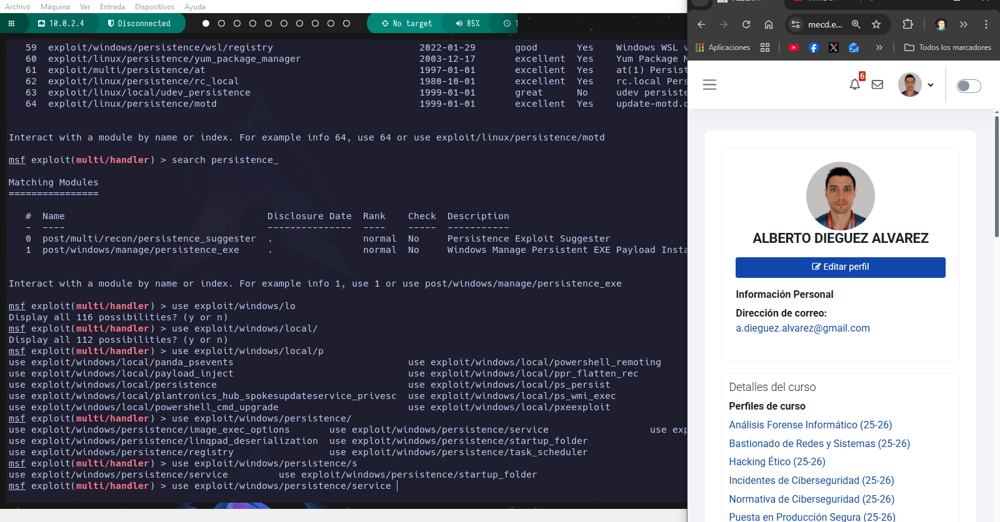 Archivo Máquina Ver Entrada Dispositivos Ayuda
10.0.2.4 Disconnected No target 85% 1
59 exploit/windows/persistence/wsl/registry 2022-01-29 good Yes Windows WSL v
60 exploit/linux/persistence/yum_package_manager 2003-12-17 excellent Yes Yum Package M
61 exploit/multi/persistence/at 1997-01-01 excellent Yes at(1) Persist
62 exploit/linux/persistence/rc_local 1980-10-01 excellent Yes rc.local Pers
63 exploit/linux/local/udev_persistence 1999-01-01 great No udev persiste
64 exploit/linux/persistence/motd 1999-01-01 excellent Yes update-motd.d
Interact with a module by name or index. For example info 64, use 64 or use exploit/linux/persistence/motd
msf exploit(multi/handler) > search persistence_
Matching Modules
================
# Name Disclosure Date Rank Check Description
- ---- --------------- ---- ----- -----------
0 post/multi/recon/persistence_suggester . normal No Persistence Exploit Suggester
1 post/windows/manage/persistence_exe . normal No Windows Manage Persistent EXE Payload Insta
Interact with a module by name or index. For example info 1, use 1 or use post/windows/manage/persistence_exe
msf exploit(multi/handler) > use exploit/windows/lo
Display all 116 possibilities? (y or n)
msf exploit(multi/handler) > use exploit/windows/local/
Display all 112 possibilities? (y or n)
msf exploit(multi/handler) > use exploit/windows/local/p
use exploit/windows/local/panda_psevents use exploit/windows/local/powershell_remoting
use exploit/windows/local/payload_inject use exploit/windows/local/ppr_flatten_rec
use exploit/windows/local/persistence use exploit/windows/local/ps_persist
use exploit/windows/local/plantronics_hub_spokesupdateservice_privesc use exploit/windows/local/ps_wmi_exec
use exploit/windows/local/powershell_cmd_upgrade use exploit/windows/local/pxeexploit
msf exploit(multi/handler) > use exploit/windows/persistence/
use exploit/windows/persistence/image_exec_options use exploit/windows/persistence/service use exp
use exploit/windows/persistence/linqpad_deserialization use exploit/windows/persistence/startup_folder
use exploit/windows/persistence/registry use exploit/windows/persistence/task_scheduler
msf exploit(multi/handler) > use exploit/windows/persistence/s
use exploit/windows/persistence/service use exploit/windows/persistence/startup_folder
msf exploit(multi/handler) > use exploit/windows/persistence/service
mecd.e...
Aplicaciones Todos los marcadores
6
ALBERTO DIEGUEZ ALVAREZ
Editar perfil
Información Personal
Dirección de correo:
a.dieguez.alvarez@gmail.com
Detalles del curso
Perfiles de curso
Análisis Forense Informático (25-26)
Bastionado de Redes y Sistemas (25-26)
Hacking Ético (25-26)
Incidentes de Ciberseguridad (25-26)
Normativa de Ciberseguridad (25-26)
Puesta en Producción Segura (25-26)